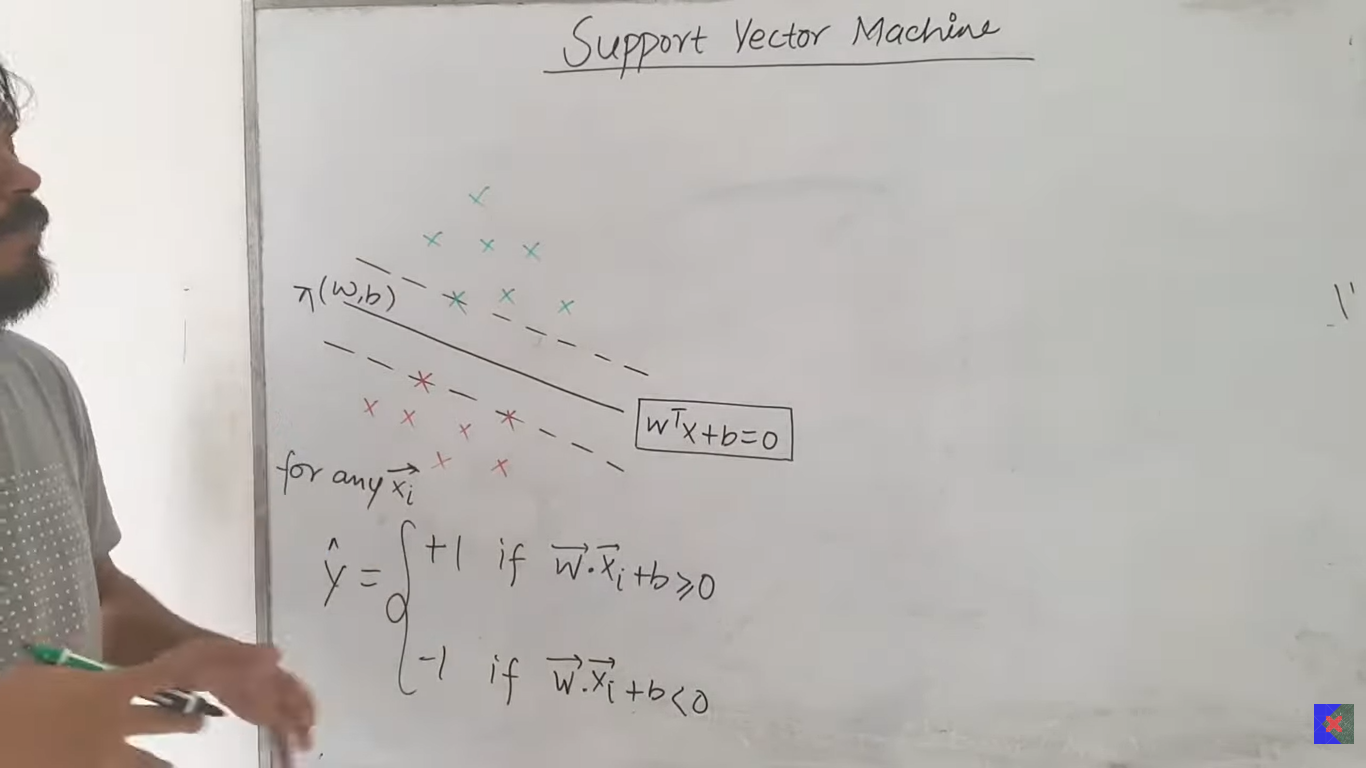 Support Vector Machine
π(w,b)
wᵀx+b=0
for any x⃗ᵢ
ŷ = { +1 if w⃗.x⃗ᵢ+b≥0
-1 if w⃗.x⃗ᵢ+b<0